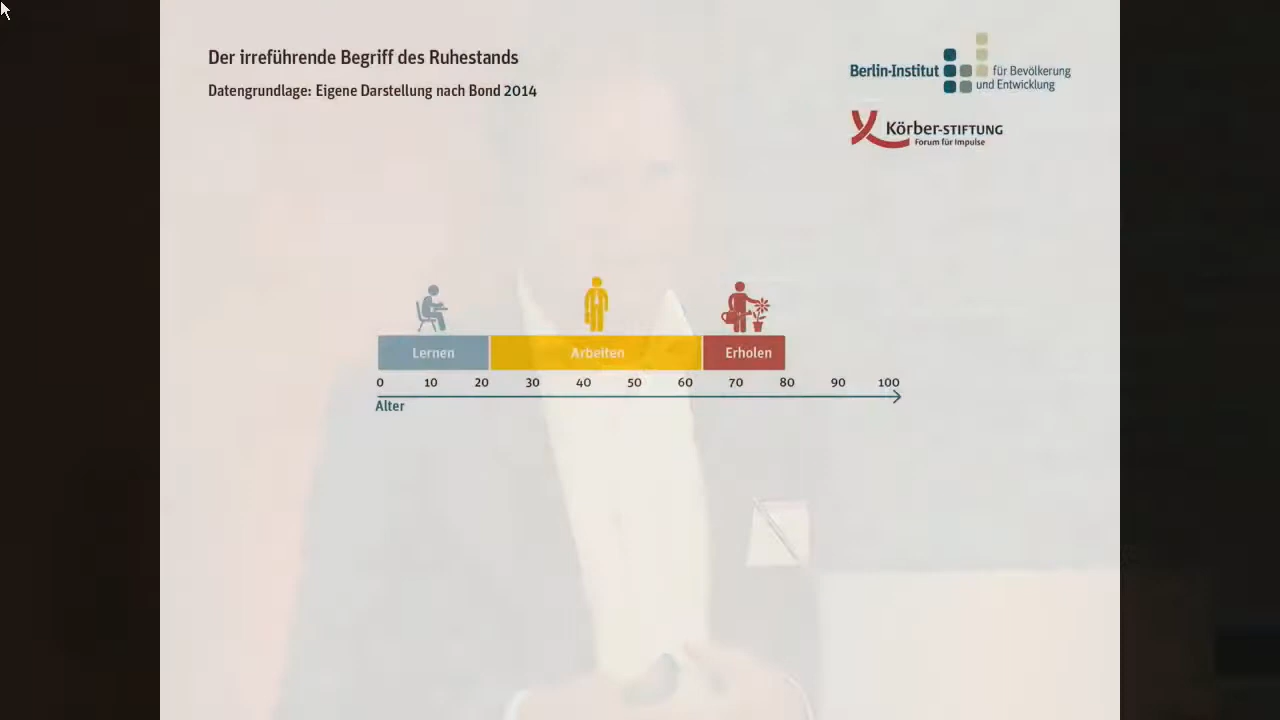 Der irreführende Begriff des Ruhestands
Datengrundlage: Eigene Darstellung nach Bond 2014
Berlin-Institut für Bevölkerung
und Entwicklung
Körber-STIFTUNG
Forum für Impulse
Lernen Arbeiten Erholen
0 10 20 30 40 50 60 70 80 90 100
Alter